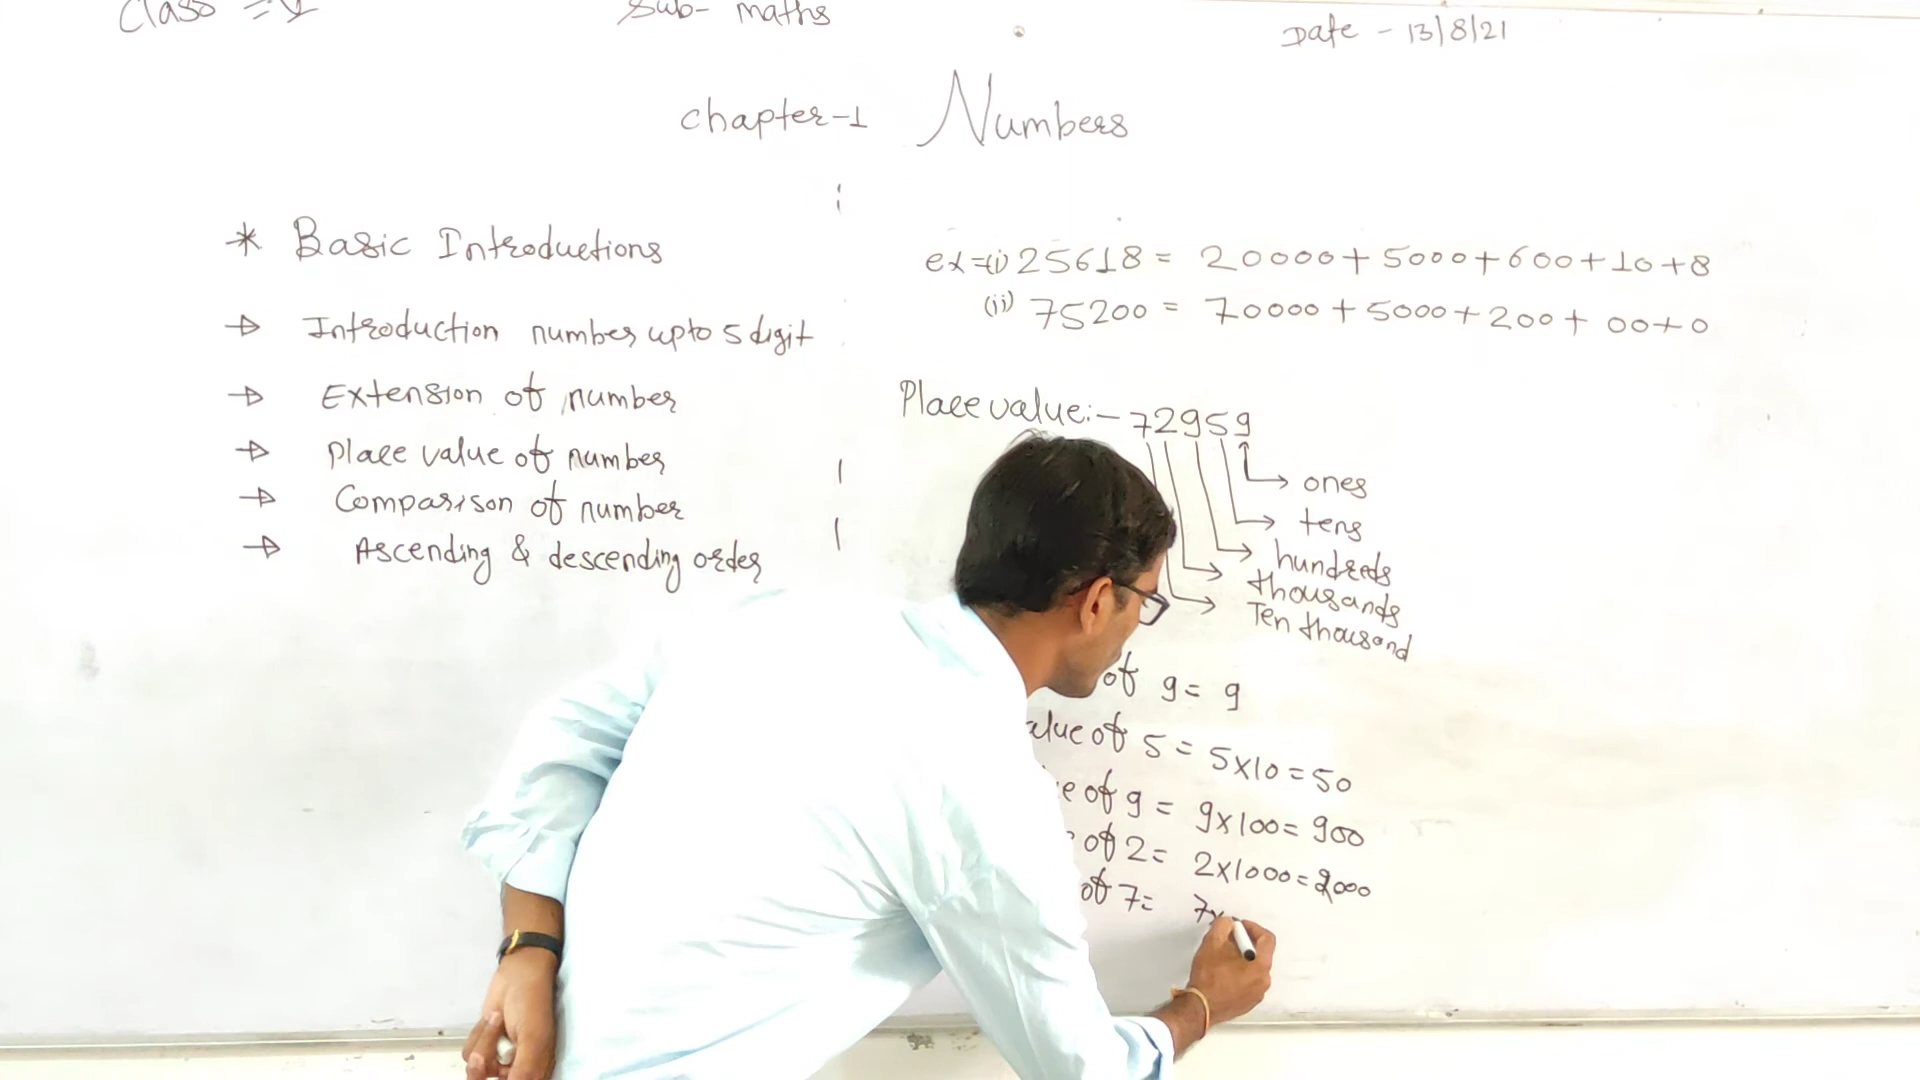 Class = V Sub- maths Date - 13/8/21
Chapter-1 Numbers
* Basic Introductions
→ Introduction number upto 5 digit
→ Extension of number
→ Place value of number
→ Comparison of number
→ Ascending & descending order
ex=(i) 25618 = 20000+5000+600+10+8
(ii) 75200 = 70000+5000+200+00+0
Place value:- 72959
→ ones
→ tens
→ hundreds
→ thousands
→ Ten thousand
of 9 = 9
alue of 5 = 5x10=50
e of 9 = 9x100=900
of 2= 2x1000=2000
of 7= 7x